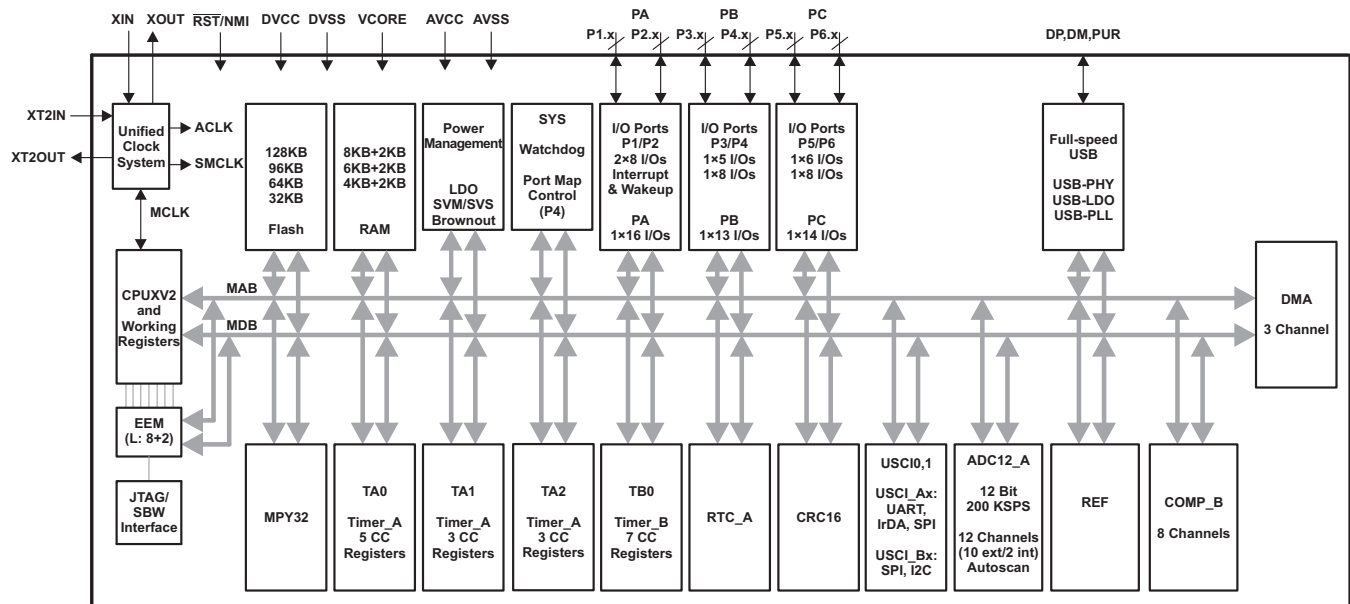 XIN
XOUT
RST/NMI
DVCC
DVSS
VCORE
AVCC
AVSS
PA
P1.x
P2.x
PB
P3.x
P4.x
PC
P5.x
P6.x
DP,DM,PUR
XT2IN
XT2OUT
Unified
Clock
System
ACLK
SMCLK
MCLK
128KB
96KB
64KB
32KB
Flash
8KB+2KB
6KB+2KB
4KB+2KB
RAM
Power
Management
LDO
SVM/SVS
Brownout
SYS
Watchdog
Port Map
Control
(P4)
I/O Ports
P1/P2
2×8 I/Os
Interrupt
& Wakeup
PA
1×16 I/Os
I/O Ports
P3/P4
1×5 I/Os
1×8 I/Os
PB
1×13 I/Os
I/O Ports
P5/P6
1×6 I/Os
1×8 I/Os
PC
1×14 I/Os
Full-speed
USB
USB-PHY
USB-LDO
USB-PLL
CPUXV2
and
Working
Registers
MAB
MDB
DMA
3 Channel
EEM
(L: 8+2)
JTAG/
SBW
Interface
MPY32
TA0
Timer_A
5 CC
Registers
TA1
Timer_A
3 CC
Registers
TA2
Timer_A
3 CC
Registers
TB0
Timer_B
7 CC
Registers
RTC_A
CRC16
USCI0,1
USCI_Ax:
UART,
IrDA, SPI
USCI_Bx:
SPI, I2C
ADC12_A
12 Bit
200 KSPS
12 Channels
(10 ext/2 int)
Autoscan
REF
COMP_B
8 Channels